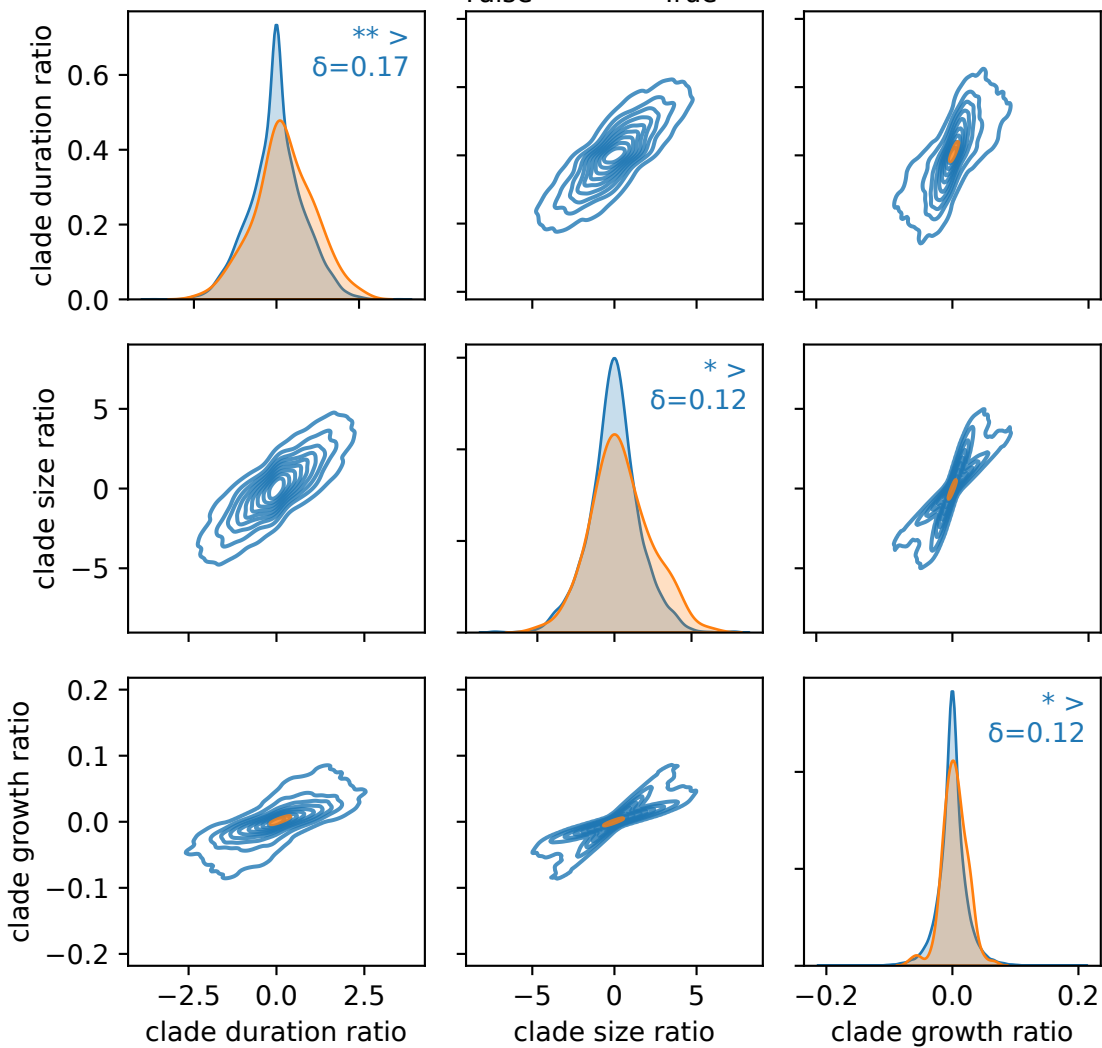 True
** >
δ=0.17
clade duration ratio
0.6
0.4
0.2
0.0
* >
δ=0.12
clade size ratio
5
0
−5
* >
δ=0.12
clade growth ratio
0.2
0.1
0.0
−0.1
−0.2
−2.5 0.0 2.5
−5 0 5
−0.2 0.0 0.2
clade duration ratio
clade size ratio
clade growth ratio